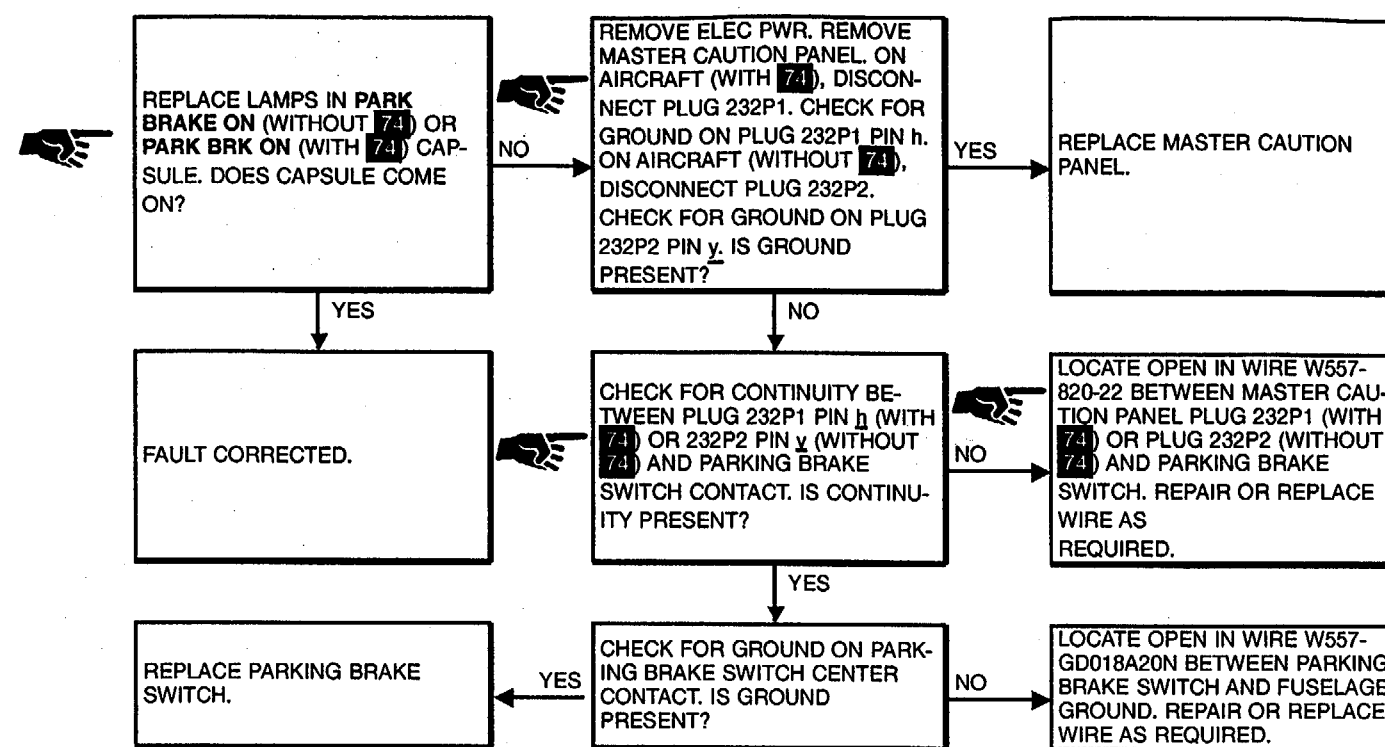 REPLACE LAMPS IN PARK
BRAKE ON (WITHOUT 74) OR
PARK BRK ON (WITH 74) CAP-
SULE. DOES CAPSULE COME
ON?
NO
REMOVE ELEC PWR. REMOVE
MASTER CAUTION PANEL. ON
AIRCRAFT (WITH 74), DISCON-
NECT PLUG 232P1. CHECK FOR
GROUND ON PLUG 232P1 PIN h.
ON AIRCRAFT (WITHOUT 74),
DISCONNECT PLUG 232P2.
CHECK FOR GROUND ON PLUG
232P2 PIN y. IS GROUND
PRESENT?
YES
REPLACE MASTER CAUTION
PANEL.
YES
NO
FAULT CORRECTED.
CHECK FOR CONTINUITY BE-
TWEEN PLUG 232P1 PIN h (WITH
74) OR 232P2 PIN y (WITHOUT
74) AND PARKING BRAKE
SWITCH CONTACT. IS CONTINU-
ITY PRESENT?
NO
LOCATE OPEN IN WIRE W557-
820-22 BETWEEN MASTER CAU-
TION PANEL PLUG 232P1 (WITH
74) OR PLUG 232P2 (WITHOUT
74) AND PARKING BRAKE
SWITCH. REPAIR OR REPLACE
WIRE AS
REQUIRED.
YES
REPLACE PARKING BRAKE
SWITCH.
YES
CHECK FOR GROUND ON PARK-
ING BRAKE SWITCH CENTER
CONTACT. IS GROUND
PRESENT?
NO
LOCATE OPEN IN WIRE W557-
GD018A20N BETWEEN PARKING
BRAKE SWITCH AND FUSELAGE
GROUND. REPAIR OR REPLACE
WIRE AS REQUIRED.